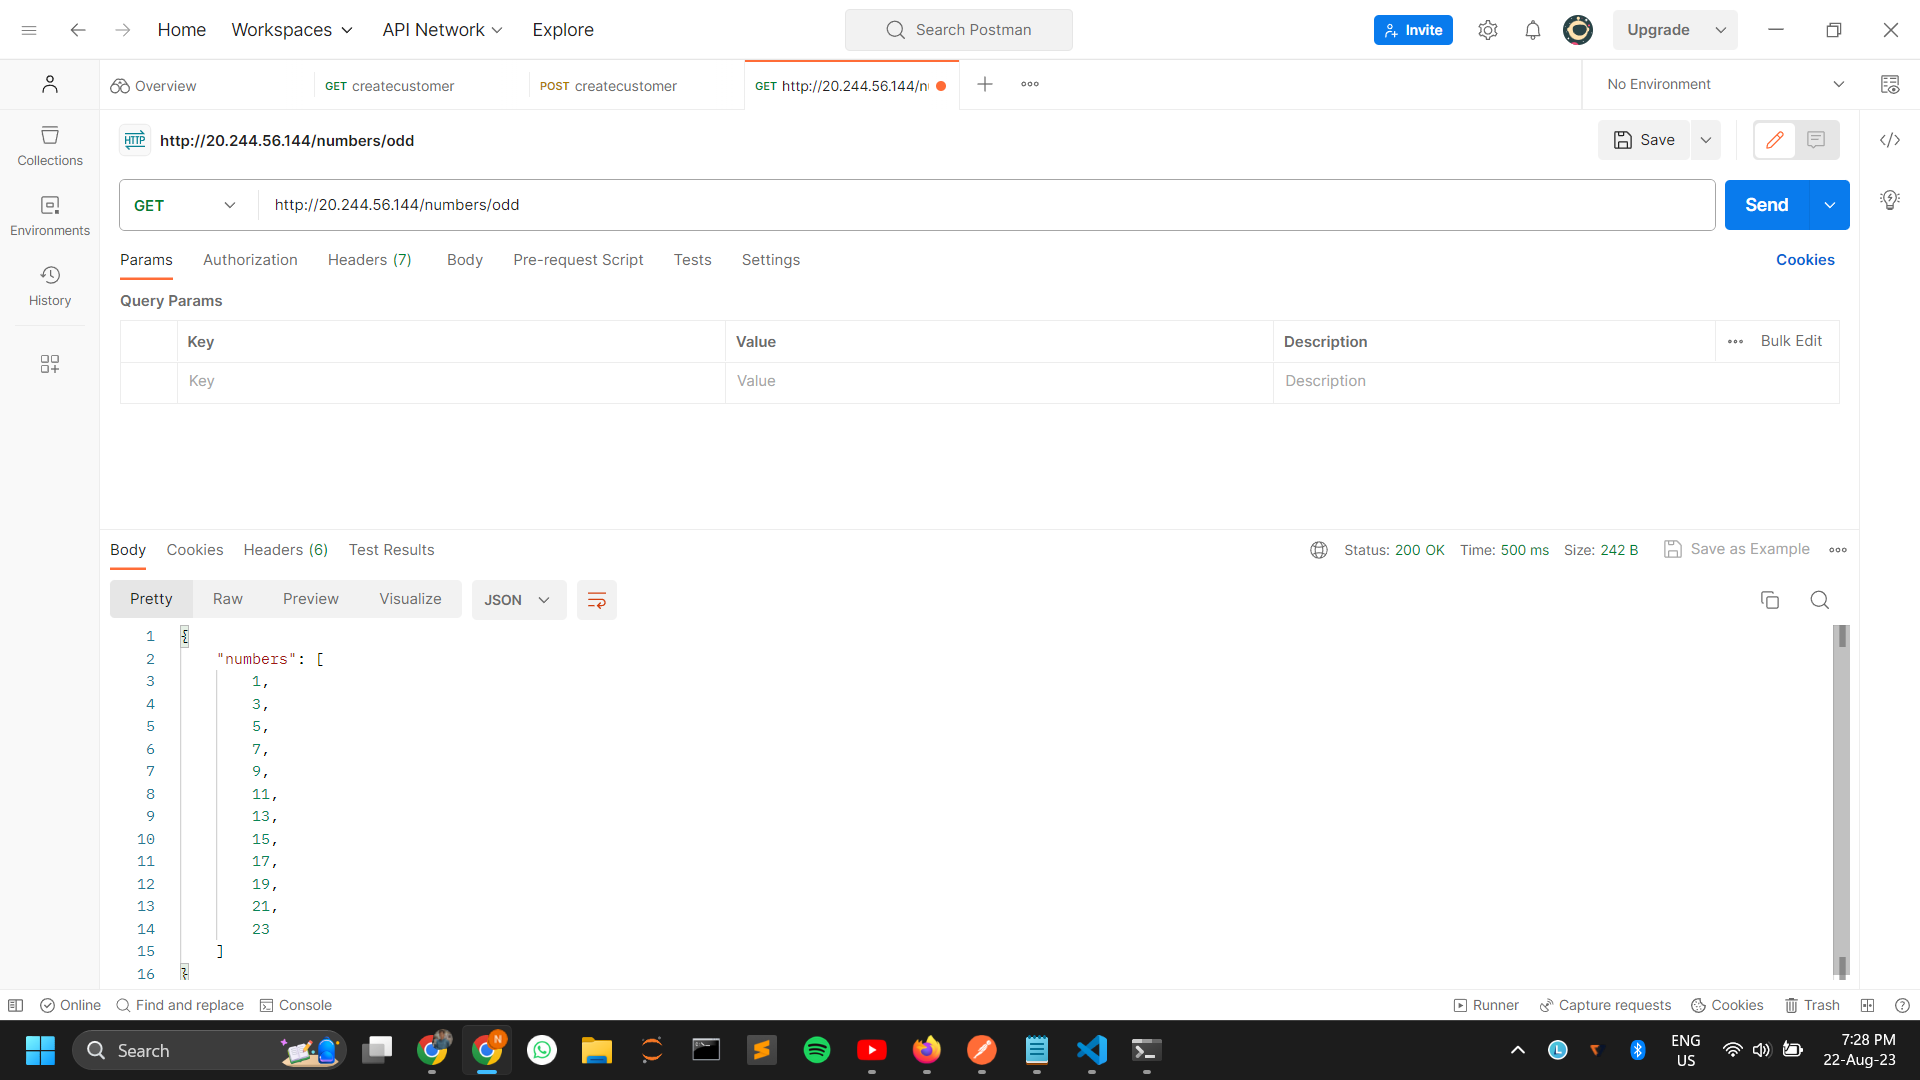 Home Workspaces API Network Explore Search Postman Invite Upgrade
Overview GET createcustomer POST createcustomer GET http://20.244.56.144/nu No Environment
HTTP http://20.244.56.144/numbers/odd Save
Collections
GET http://20.244.56.144/numbers/odd Send
Environments
Params Authorization Headers (7) Body Pre-request Script Tests Settings Cookies
History
Query Params
Key Value Description Bulk Edit
Key Value Description
Body Cookies Headers (6) Test Results Status: 200 OK Time: 500 ms Size: 242 B Save as Example
Pretty Raw Preview Visualize JSON
1 {
2 "numbers": [
3 1,
4 3,
5 5,
6 7,
7 9,
8 11,
9 13,
10 15,
11 17,
12 19,
13 21,
14 23
15 ]
16 }
Online Find and replace Console Runner Capture requests Cookies Trash
Search N L ENG 7:28 PM
US 22-Aug-23